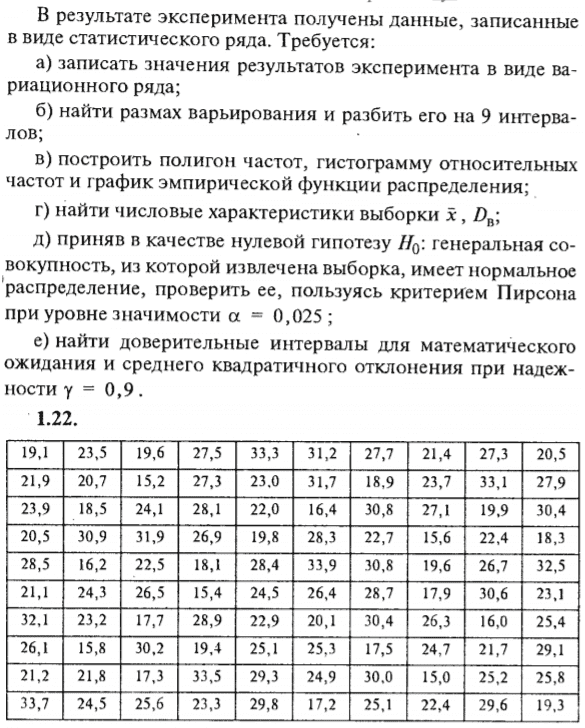 В результате эксперимента получены данные, записанные
в виде статистического ряда. Требуется:
а) записать значения результатов эксперимента в виде ва-
риационного ряда;
б) найти размах варьирования и разбить его на 9 интерва-
лов;
в) построить полигон частот, гистограмму относительных
частот и график эмпирической функции распределения;
г) найти числовые характеристики выборки x̄, Dв;
д) приняв в качестве нулевой гипотезу H₀: генеральная со-
вокупность, из которой извлечена выборка, имеет нормальное
распределение, проверить ее, пользуясь критерием Пирсона
при уровне значимости α = 0,025;
е) найти доверительные интервалы для математического
ожидания и среднего квадратичного отклонения при надеж-
ности γ = 0,9.
1.22.
19,1 23,5 19,6 27,5 33,3 31,2 27,7 21,4 27,3 20,5
21,9 20,7 15,2 27,3 23.0 31,7 18,9 23,7 33,1 27,9
23,9 18,5 24,1 28,1 22,0 16,4 30,8 27,1 19,9 30,4
20,5 30,9 31,9 26,9 19,8 28,3 22,7 15,6 22,4 18,3
28,5 16,2 22,5 18,1 28,4 33,9 30,8 19,6 26,7 32,5
21,1 24,3 26,5 15,4 24,5 26,4 28,7 17,9 30,6 23,1
32,1 23,2 17,7 28,9 22,9 20,1 30,4 26,3 16,0 25,4
26,1 15,8 30,2 19,4 25,1 25,3 17,5 24,7 21,7 29,1
21,2 21,8 17,3 33,5 29,3 24,9 30,0 15,0 25,2 25,8
33,7 24,5 25,6 23,3 29,8 17,2 25,1 22,4 29,6 19,3